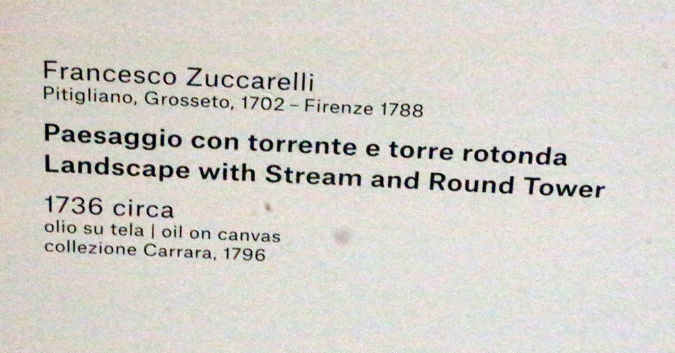 Francesco Zuccarelli
Pitigliano, Grosseto, 1702 – Firenze 1788
Paesaggio con torrente e torre rotonda
Landscape with Stream and Round Tower
1736 circa
olio su tela | oil on canvas
collezione Carrara, 1796